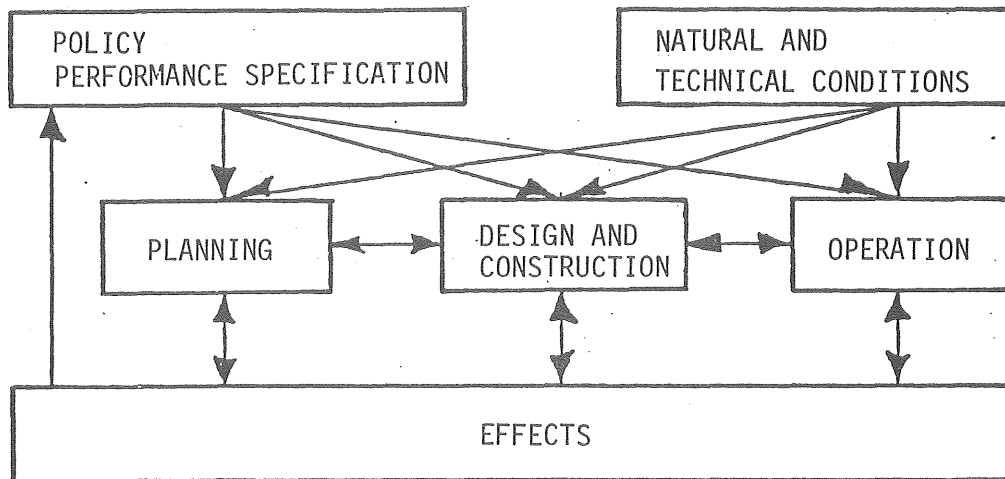 POLICY
PERFORMANCE SPECIFICATION
NATURAL AND
TECHNICAL CONDITIONS
PLANNING
DESIGN AND
CONSTRUCTION
OPERATION
EFFECTS